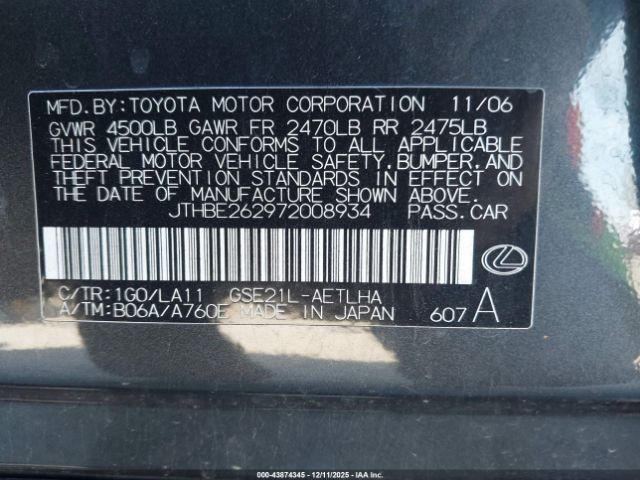 MFD.BY:TOYOTA MOTOR CORPORATION 11/06
GVWR 4500LB GAWR FR 2470LB RR 2475LB
THIS VEHICLE CONFORMS TO ALL APPLICABLE
FEDERAL MOTOR VEHICLE SAFETY,BUMPER,AND
THEFT PREVENTION STANDARDS IN EFFECT ON
THE DATE OF MANUFACTURE SHOWN ABOVE.
JTHBE262972008934 PASS.CAR
C/TR:1G0/LA11 GSE21L-AETLHA
A/TM:B06A/A760E MADE IN JAPAN 607 A
000-43874345 - 12/11/2025 - IAAI.COM